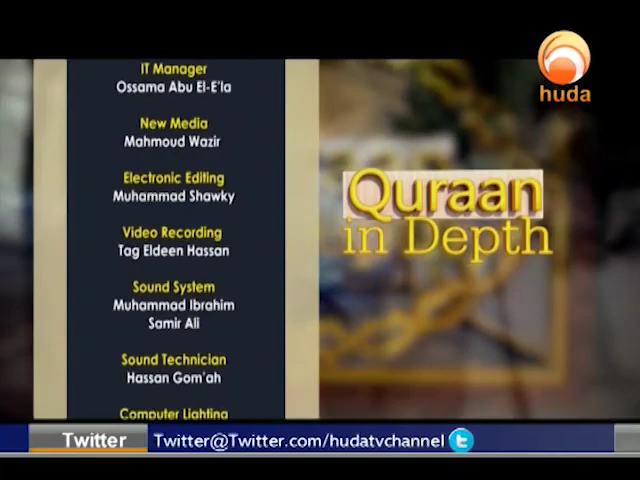 IT Manager
Ossama Abu El-E'la
New Media
Mahmoud Wazir
Electronic Editing
Muhammad Shawky
Video Recording
Tag Eldeen Hassan
Sound System
Muhammad Ibrahim
Samir Ali
Sound Technician
Hassan Gom'ah
Computer Lighting
huda
Quraan
in Depth
Twitter
Twitter@Twitter.com/hudatvchannel